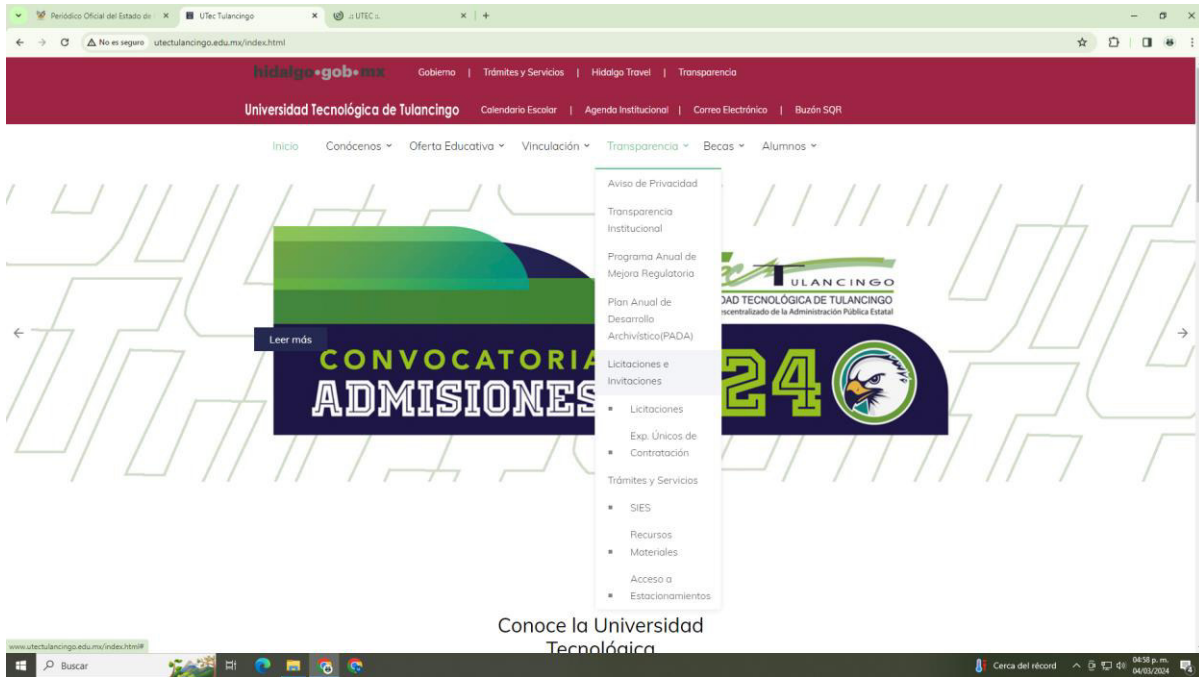 Periódico Oficial del Estado de
UTec Tulancingo
.:: UTEC ::.
No es seguro
utectulancingo.edu.mx/index.html
hidalgo•gob•mx
Gobierno | Trámites y Servicios | Hidalgo Travel | Transparencia
Universidad Tecnológica de Tulancingo
Calendario Escolar | Agenda Institucional | Correo Electrónico | Buzón SQR
Inicio Conócenos Oferta Educativa Vinculación Transparencia Becas Alumnos
Aviso de Privacidad
Transparencia
Institucional
Programa Anual de
Mejora Regulatoria
Plan Anual de
Desarrollo
Archivístico(PADA)
Licitaciones e
Invitaciones
Licitaciones
Exp. Únicos de
Contratación
Trámites y Servicios
SIES
Recursos
Materiales
Acceso a
Estacionamientos
TULANCINGO
DAD TECNOLÓGICA DE TULANCINGO
escentralizado de la Administración Pública Estatal
Leer más
CONVOCATORIA
ADMISIONES 24
Conoce la Universidad
Tecnológica
www.utectulancingo.edu.mx/index.html#
Buscar
Cerca del récord
04:58 p. m.
04/03/2024